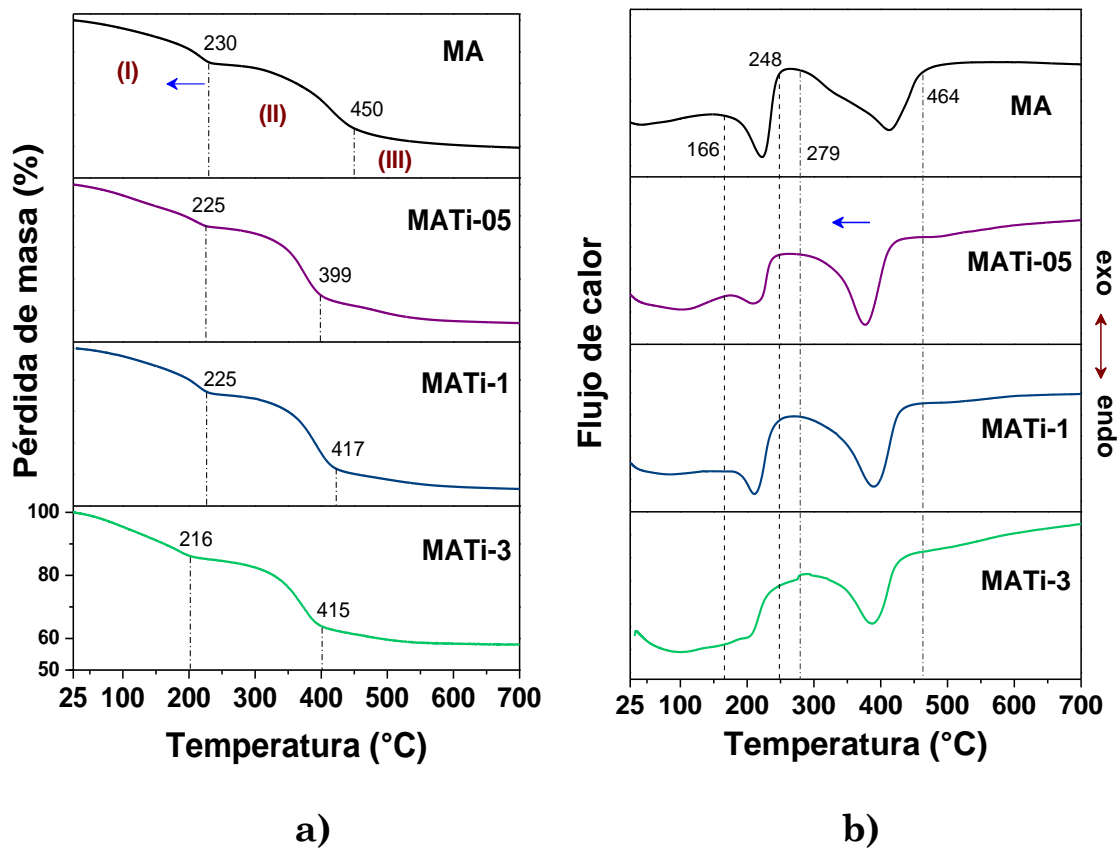 Pérdida de masa (%)
MA
230
(I)
(II)
450
(III)
MATi-05
225
399
MATi-1
225
417
100
MATi-3
216
80
415
60
50
25 100 200 300 400 500 600 700
Temperatura (°C)
a)
Flujo de calor
248
MA
464
166
279
MATi-05
MATi-1
MATi-3
25 100 200 300 400 500 600 700
Temperatura (°C)
exo
endo
b)